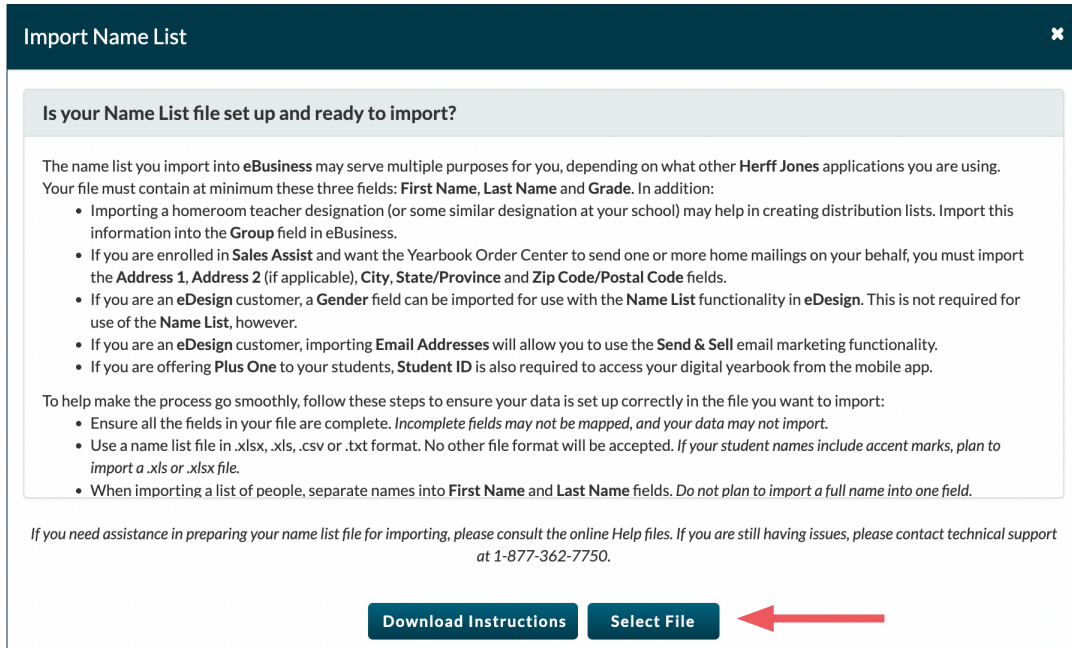 Import Name List
Is your Name List file set up and ready to import?
The name list you import into eBusiness may serve multiple purposes for you, depending on what other Herff Jones applications you are using.
Your file must contain at minimum these three fields: First Name, Last Name and Grade. In addition:
• Importing a homeroom teacher designation (or some similar designation at your school) may help in creating distribution lists. Import this
information into the Group field in eBusiness.
• If you are enrolled in Sales Assist and want the Yearbook Order Center to send one or more home mailings on your behalf, you must import
the Address 1, Address 2 (if applicable), City, State/Province and Zip Code/Postal Code fields.
• If you are an eDesign customer, a Gender field can be imported for use with the Name List functionality in eDesign. This is not required for
use of the Name List, however.
• If you are an eDesign customer, importing Email Addresses will allow you to use the Send & Sell email marketing functionality.
• If you are offering Plus One to your students, Student ID is also required to access your digital yearbook from the mobile app.
To help make the process go smoothly, follow these steps to ensure your data is set up correctly in the file you want to import:
• Ensure all the fields in your file are complete. Incomplete fields may not be mapped, and your data may not import.
• Use a name list file in .xlsx, .xls, .csv or .txt format. No other file format will be accepted. If your student names include accent marks, plan to
import a .xls or .xlsx file.
• When importing a list of people, separate names into First Name and Last Name fields. Do not plan to import a full name into one field.
If you need assistance in preparing your name list file for importing, please consult the online Help files. If you are still having issues, please contact technical support
at 1-877-362-7750.
Download Instructions
Select File